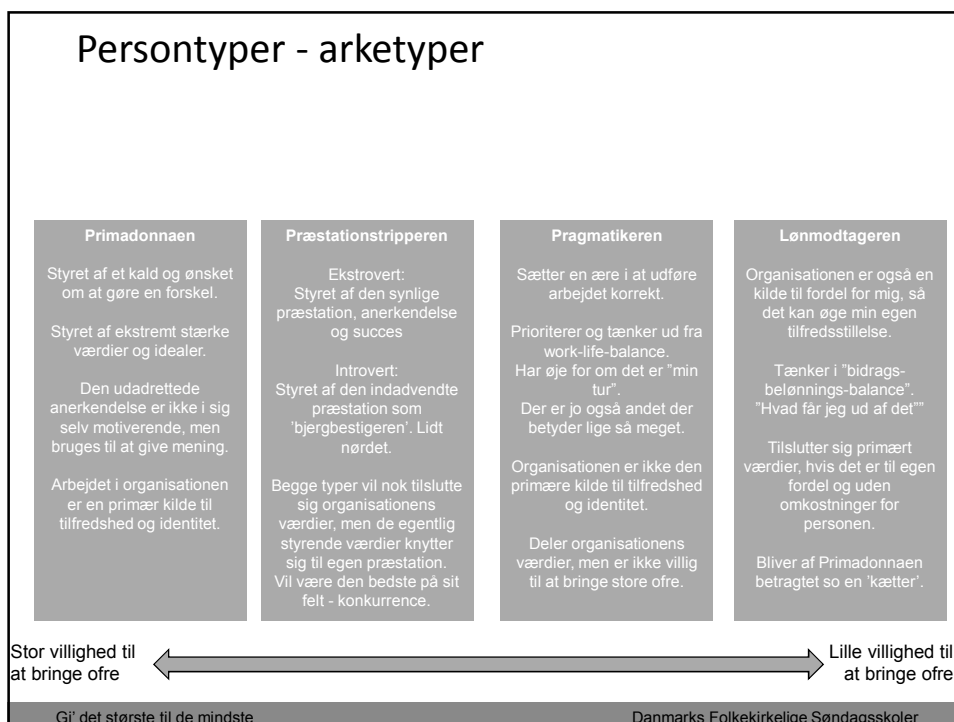 Persontyper - arketyper
Primadonnaen
Styret af et kald og ønsket
om at gøre en forskel.
Styret af ekstremt stærke
værdier og idealer.
Den udadrettede
anerkendelse er ikke i sig
selv motiverende, men
bruges til at give mening.
Arbejdet i organisationen
er en primær kilde til
tilfredshed og identitet.
Præstationstripperen
Ekstrovert:
Styret af den synlige
præstation, anerkendelse
og succes
Introvert:
Styret af den indadvendte
præstation som
'bjergbestigeren'. Lidt
nørdet.
Begge typer vil nok tilslutte
sig organisationens
værdier, men de egentlig
styrende værdier knytter
sig til egen præstation.
Vil være den bedste på sit
felt - konkurrence.
Pragmatikeren
Sætter en ære i at udføre
arbejdet korrekt.
Prioriterer og tænker ud fra
work-life-balance.
Har øje for om det er ”min
tur”.
Der er jo også andet der
betyder lige så meget.
Organisationen er ikke den
primære kilde til tilfredshed
og identitet.
Deler organisationens
værdier, men er ikke villig
til at bringe store ofre.
Lønmodtageren
Organisationen er også en
kilde til fordel for mig, så
det kan øge min egen
tilfredsstillelse.
Tænker i ”bidrags-
belønnings-balance”.
”Hvad får jeg ud af det””
Tilslutter sig primært
værdier, hvis det er til egen
fordel og uden
omkostninger for
personen.
Bliver af Primadonnaen
betragtet so en 'kætter'.
Stor villighed til
at bringe ofre
Lille villighed til
at bringe ofre
Gi' det største til de mindste
Danmarks Folkekirkelige Søndagsskoler